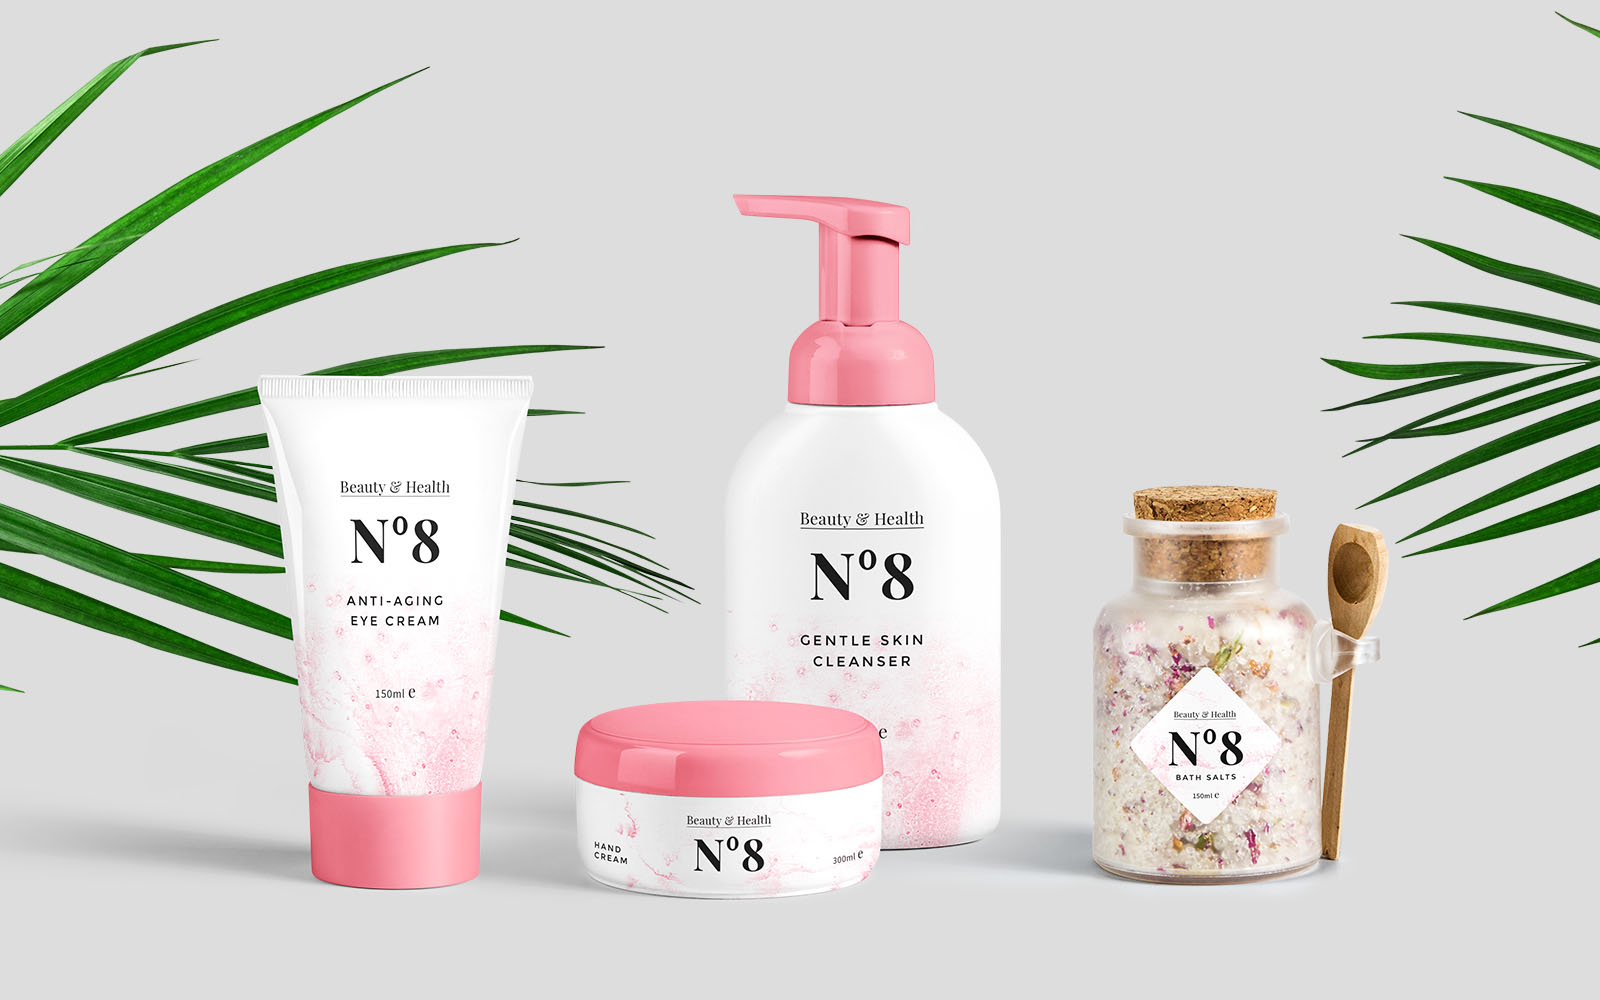 Beauty & Health
Nº8
ANTI-AGING
EYE CREAM
150ml e
Beauty & Health
Nº8
GENTLE SKIN
CLEANSER
e
Beauty & Health
Nº8
HAND
CREAM
300ml e
Beauty & Health
Nº8
BATH SALTS
150ml e